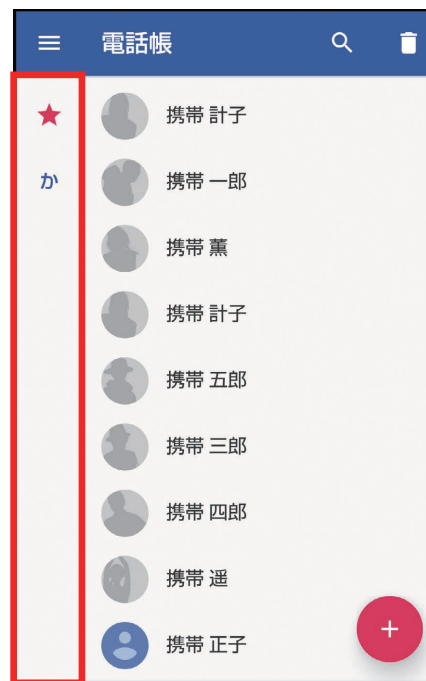 電話帳
携帯 計子
か
携帯 一郎
携帯 薫
携帯 計子
携帯 五郎
携帯 三郎
携帯 四郎
携帯 遥
携帯 正子